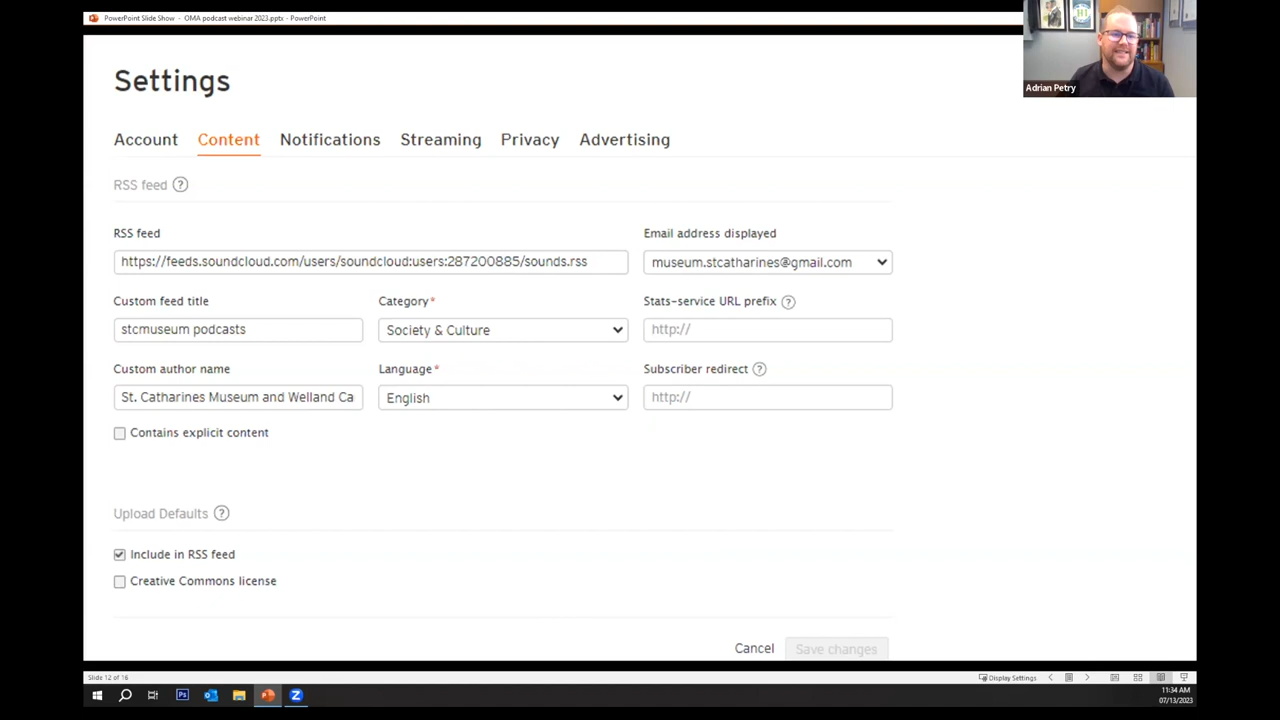 PowerPoint Slide Show - OMA podcast webinar 2023.pptx - PowerPoint
Adrian Petry
Settings
Account Content Notifications Streaming Privacy Advertising
RSS feed ?
RSS feed Email address displayed
https://feeds.soundcloud.com/users/soundcloud:users:287200885/sounds.rss museum.stcatharines@gmail.com
Custom feed title Category* Stats-service URL prefix ?
stcmuseum podcasts Society & Culture http://
Custom author name Language* Subscriber redirect ?
St. Catharines Museum and Welland Ca English http://
Contains explicit content
Upload Defaults ?
Include in RSS feed
Creative Commons license
Cancel Save changes
Slide 12 of 16 Display Settings
11:34 AM
07/13/2023